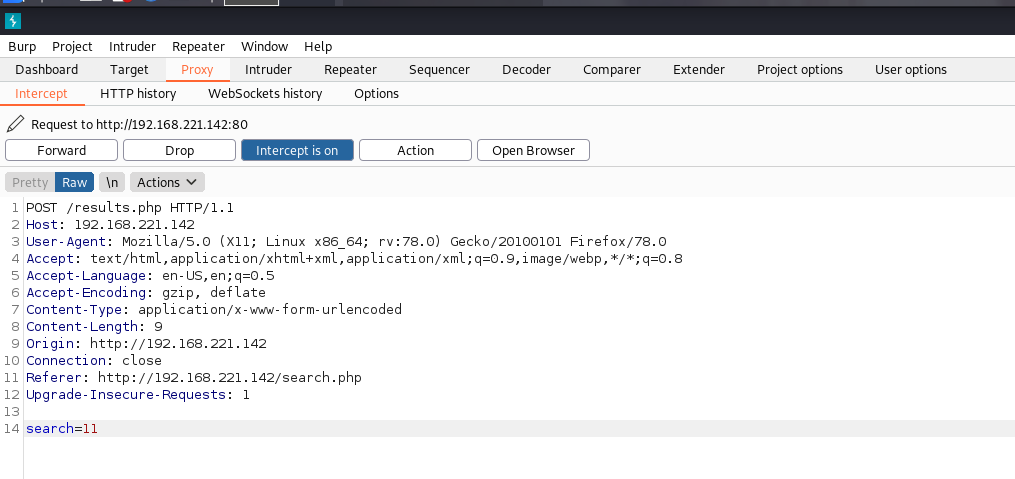 Burp Project Intruder Repeater Window Help
Dashboard Target Proxy Intruder Repeater Sequencer Decoder Comparer Extender Project options User options
Intercept HTTP history WebSockets history Options
Request to http://192.168.221.142:80
Forward Drop Intercept is on Action Open Browser
Pretty Raw \n Actions
1 POST /results.php HTTP/1.1
2 Host: 192.168.221.142
3 User-Agent: Mozilla/5.0 (X11; Linux x86_64; rv:78.0) Gecko/20100101 Firefox/78.0
4 Accept: text/html,application/xhtml+xml,application/xml;q=0.9,image/webp,*/*;q=0.8
5 Accept-Language: en-US,en;q=0.5
6 Accept-Encoding: gzip, deflate
7 Content-Type: application/x-www-form-urlencoded
8 Content-Length: 9
9 Origin: http://192.168.221.142
10 Connection: close
11 Referer: http://192.168.221.142/search.php
12 Upgrade-Insecure-Requests: 1
13
14 search=11